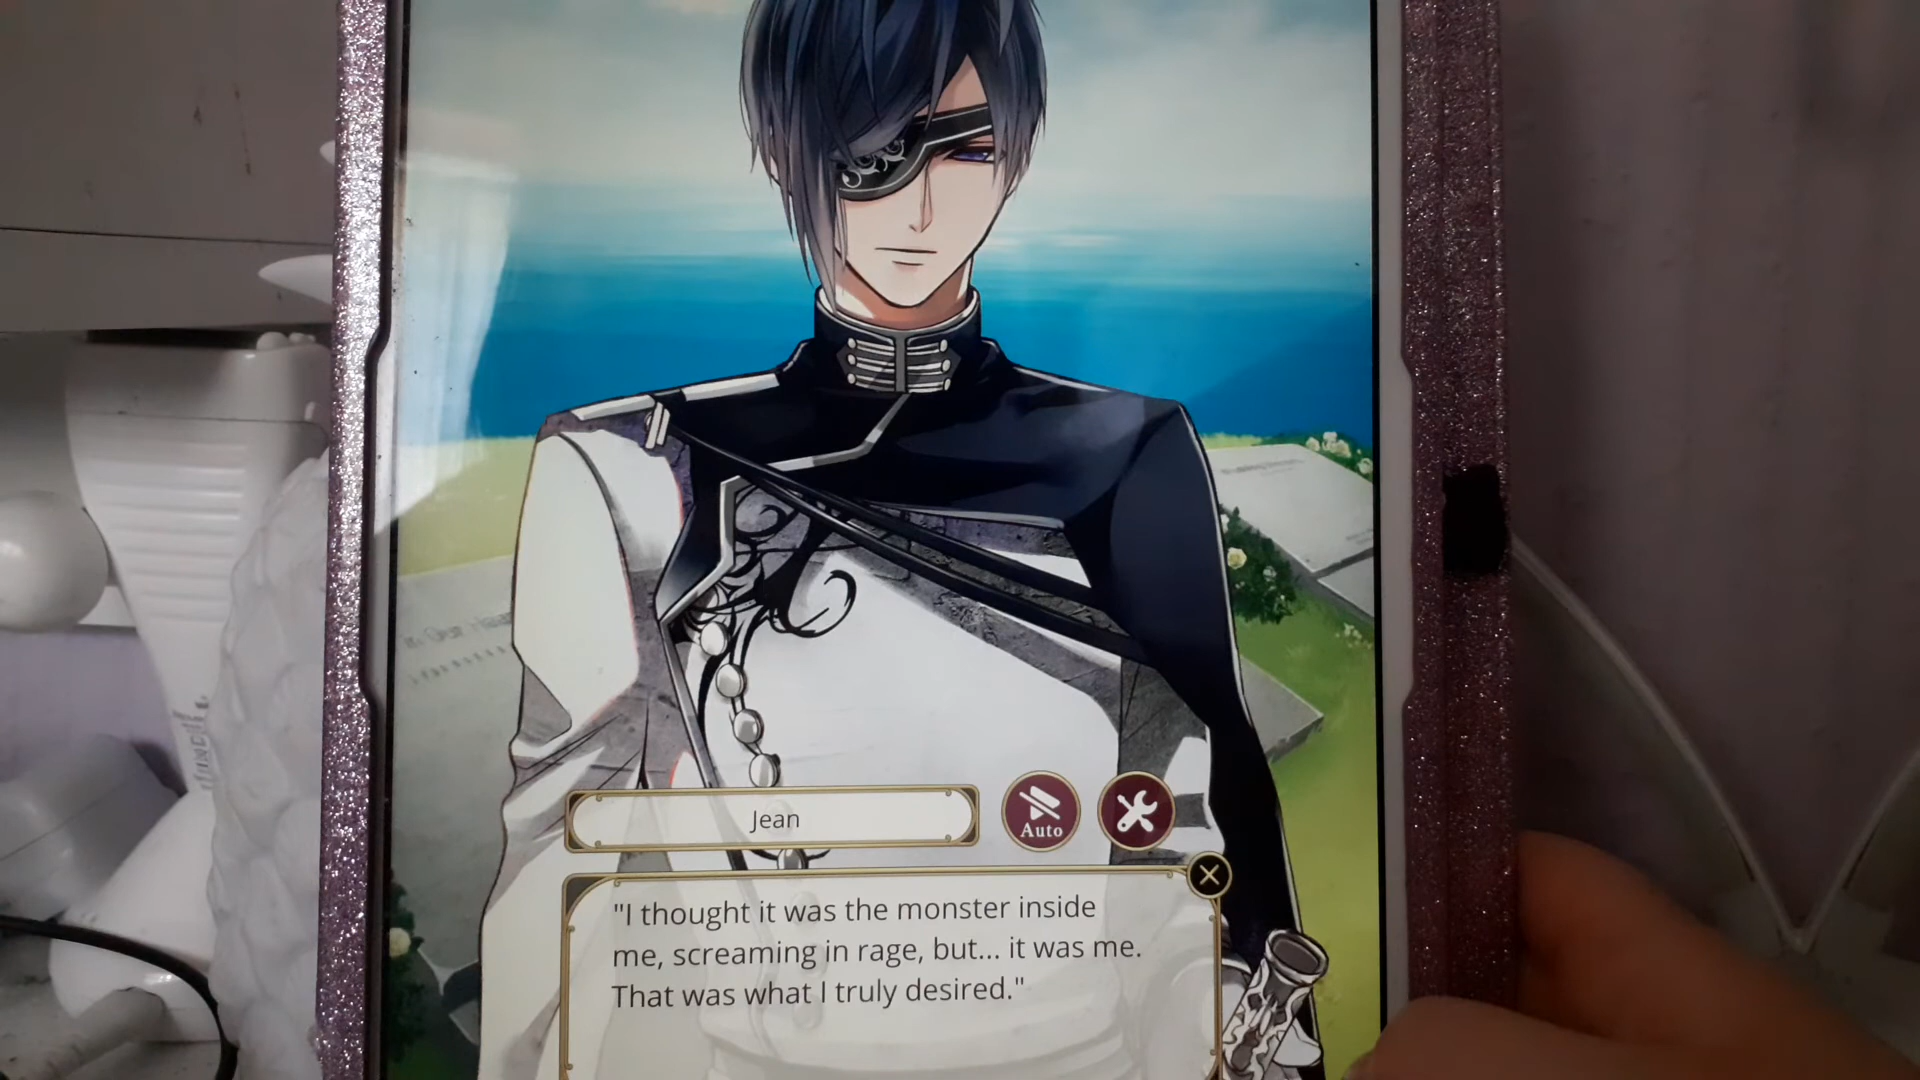 Jean
Auto
"I thought it was the monster inside
me, screaming in rage, but... it was me.
That was what I truly desired."